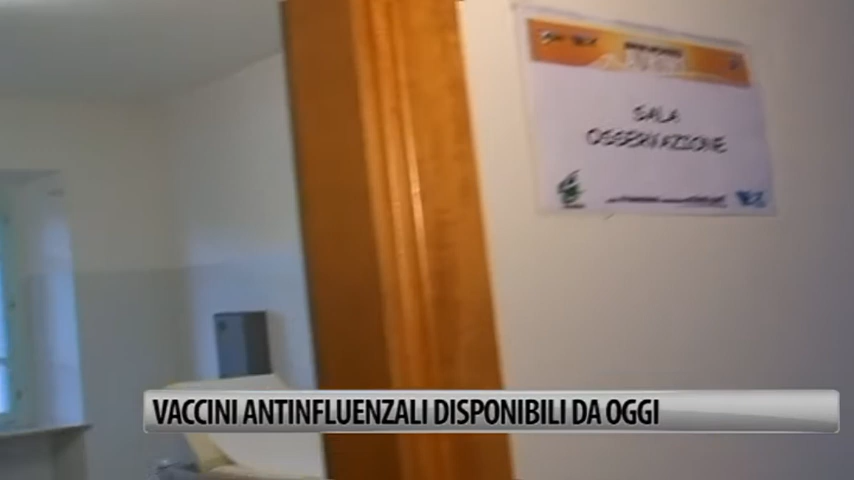 SALA
OSSERVAZIONE
VACCINI ANTINFLUENZALI DISPONIBILI DA OGGI